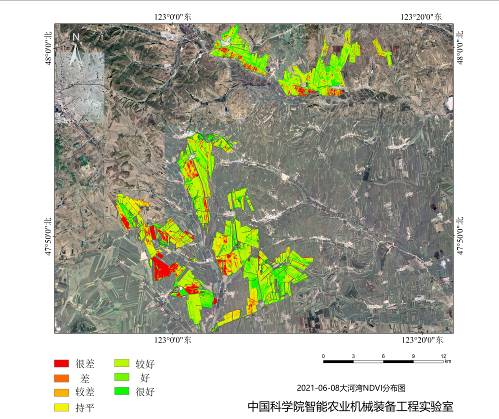 123°0'0"东 123°20'0"东
N
48°0'0"北 48°0'0"北
47°50'0"北 47°50'0"北
123°0'0"东 123°20'0"东
很差 较好
差 好
较差 很好
持平
0 3 6 9 12
km
2021-06-08大河湾NDVI分布图
中国科学院智能农业机械装备工程实验室